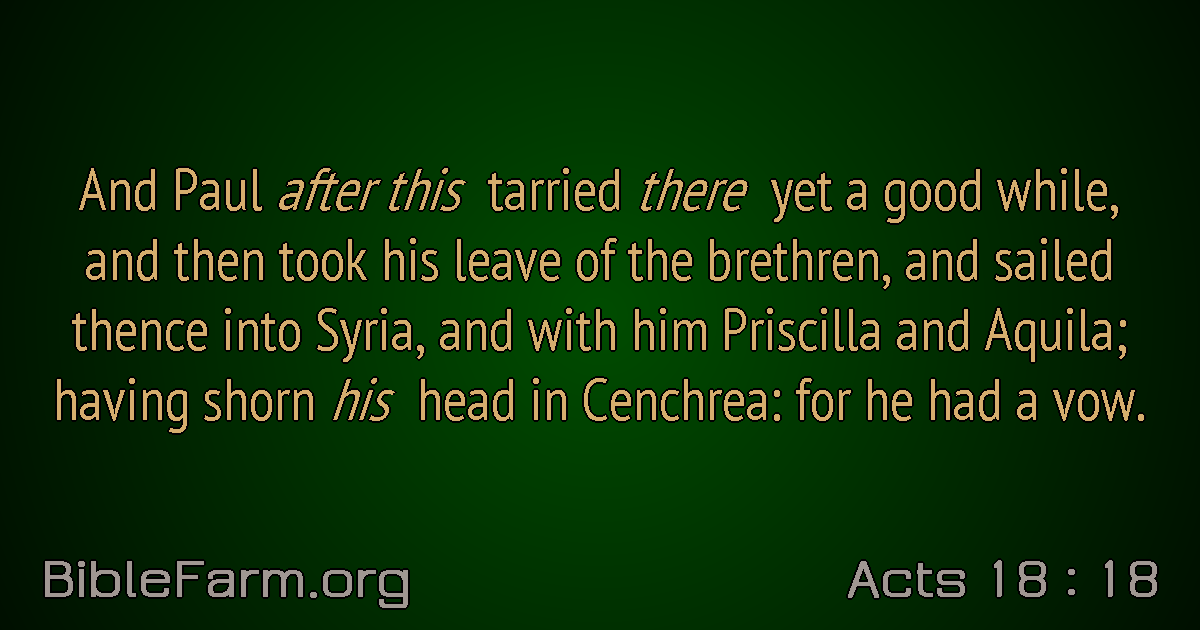 And Paul after this tarried there yet a good while,
and then took his leave of the brethren, and sailed
thence into Syria, and with him Priscilla and Aquila;
having shorn his head in Cenchrea: for he had a vow.
BibleFarm.org
Acts 18 : 18